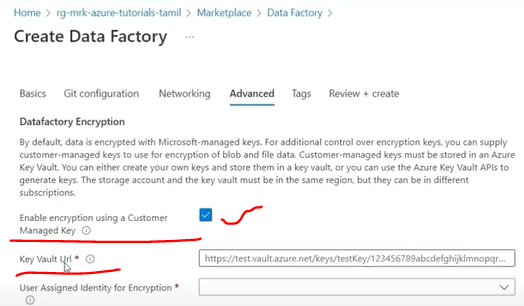 Home > rg-mrk-azure-tutorials-tamil > Marketplace > Data Factory >
Create Data Factory ...
Basics Git configuration Networking Advanced Tags Review + create
Datafactory Encryption
By default, data is encrypted with Microsoft-managed keys. For additional control over encryption keys, you can supply
customer-managed keys to use for encryption of blob and file data. Customer-managed keys must be stored in an Azure
Key Vault. You can either create your own keys and store them in a key vault, or you can use the Azure Key Vault APIs to
generate keys. The storage account and the key vault must be in the same region, but they can be in different
subscriptions.
Enable encryption using a Customer
Managed Key
Key Vault Url * https://test.vault.azure.net/keys/testKey/123456789abcdefghijklmnopqr...
User Assigned Identity for Encryption *